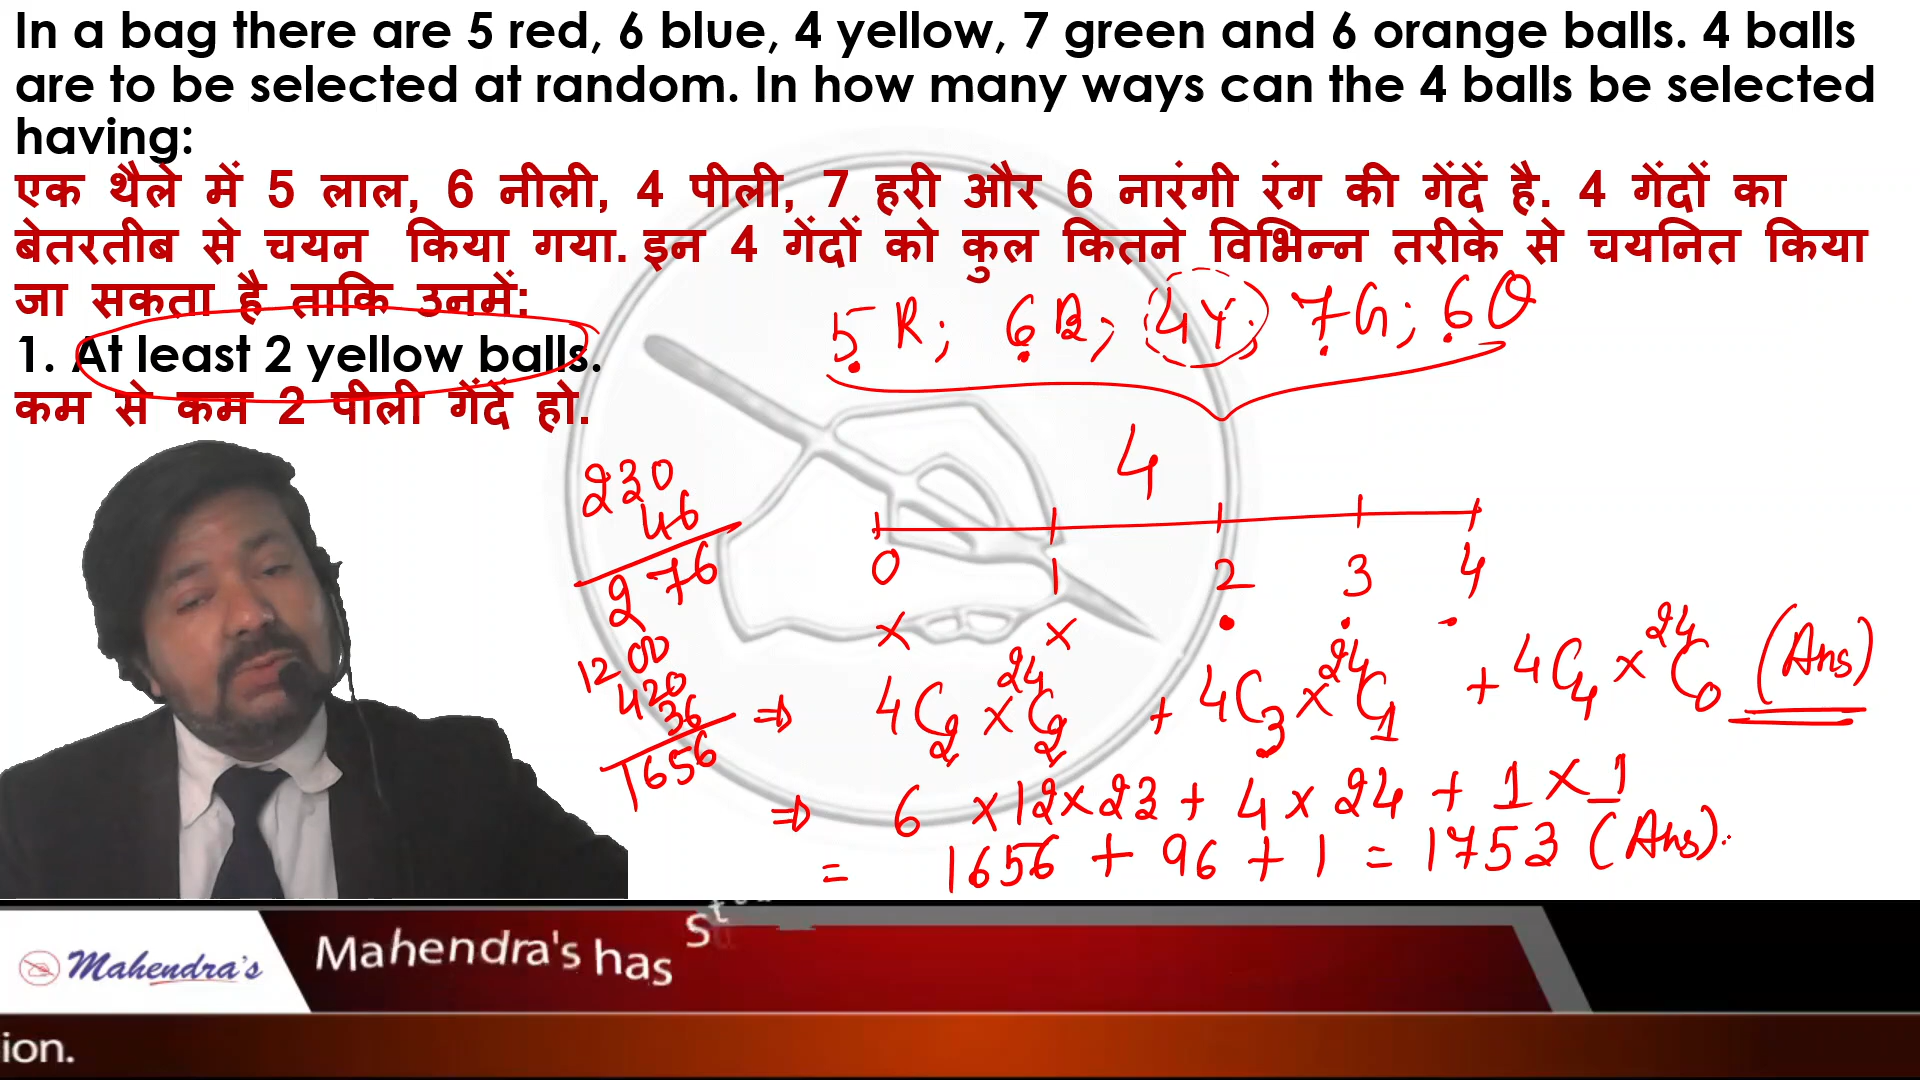 In a bag there are 5 red, 6 blue, 4 yellow, 7 green and 6 orange balls. 4 balls
are to be selected at random. In how many ways can the 4 balls be selected
having:
एक थैले में 5 लाल, 6 नीली, 4 पीली, 7 हरी और 6 नारंगी रंग की गेंदें है. 4 गेंदों का
बेतरतीब से चयन किया गया. इन 4 गेंदों को कुल कितने विभिन्न तरीके से चयनित किया
जा सकता है ताकि उनमें:
5 R; 6 B; 4Y; 7G; 6O
1. At least 2 yellow balls.
कम से कम 2 पीली गेंदें हो.
4
230
46
276
0 1 2 3 4
x x
1200
420
36
1656
⇒ 4C2 × 24C2 + 4C3 × 24C1 + 4C4 × 24C0 (Ans)
⇒ 6 × 12 × 23 + 4 × 24 + 1 × 1
= 1656 + 96 + 1 = 1753 (Ans).
Mahendra's
Mahendra's has
ion.